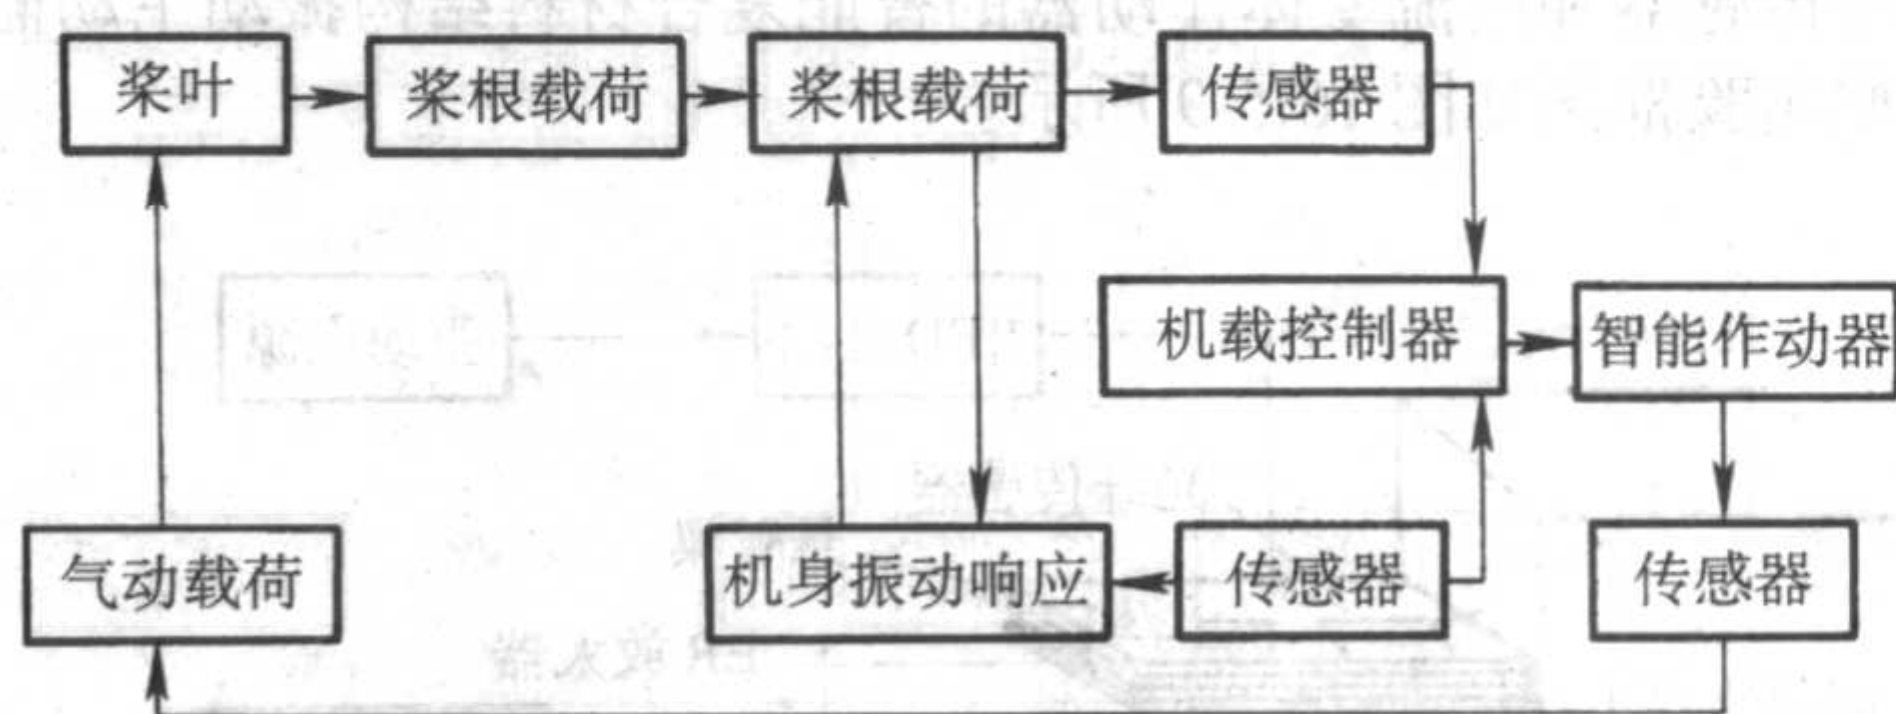 桨叶
桨根载荷
桨根载荷
传感器
机载控制器
智能作动器
气动载荷
机身振动响应
传感器
传感器